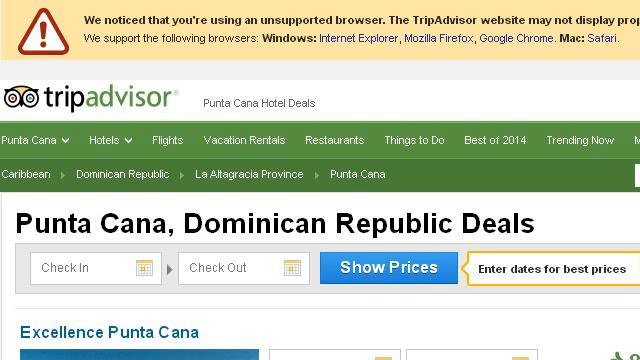 We noticed that you're using an unsupported browser. The TripAdvisor website may not display
We support the following browsers: Windows: Internet Explorer, Mozilla Firefox, Google Chrome. Mac: Safari.
tripadvisor®
Punta Cana Hotel Deals
Punta Cana Hotels Flights Vacation Rentals Restaurants Things to Do Best of 2014 Trending Now
Caribbean Dominican Republic La Altagracia Province Punta Cana
Punta Cana, Dominican Republic Deals
Check In Check Out Show Prices Enter dates for best prices
Excellence Punta Cana